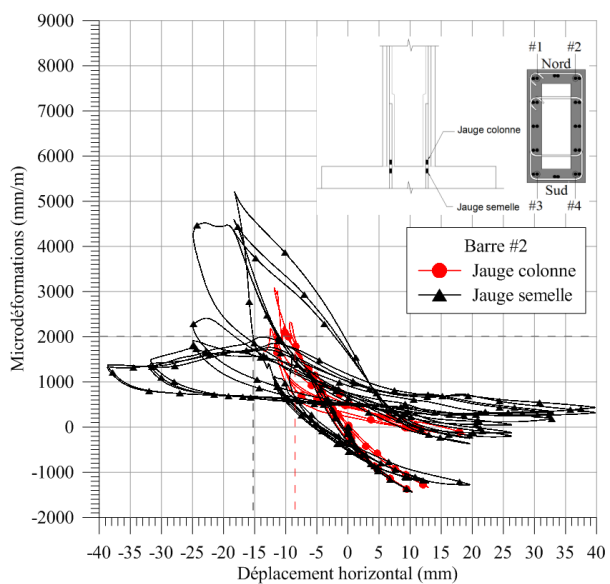 9000
8000
7000
6000
5000
4000
3000
2000
1000
0
-1000
-2000
Microdéformations (mm/m)
#1 #2
Nord
Jauge colonne
Jauge semelle
Sud
#3 #4
Barre #2
Jauge colonne
Jauge semelle
-40 -35 -30 -25 -20 -15 -10 -5 0 5 10 15 20 25 30 35 40
Déplacement horizontal (mm)